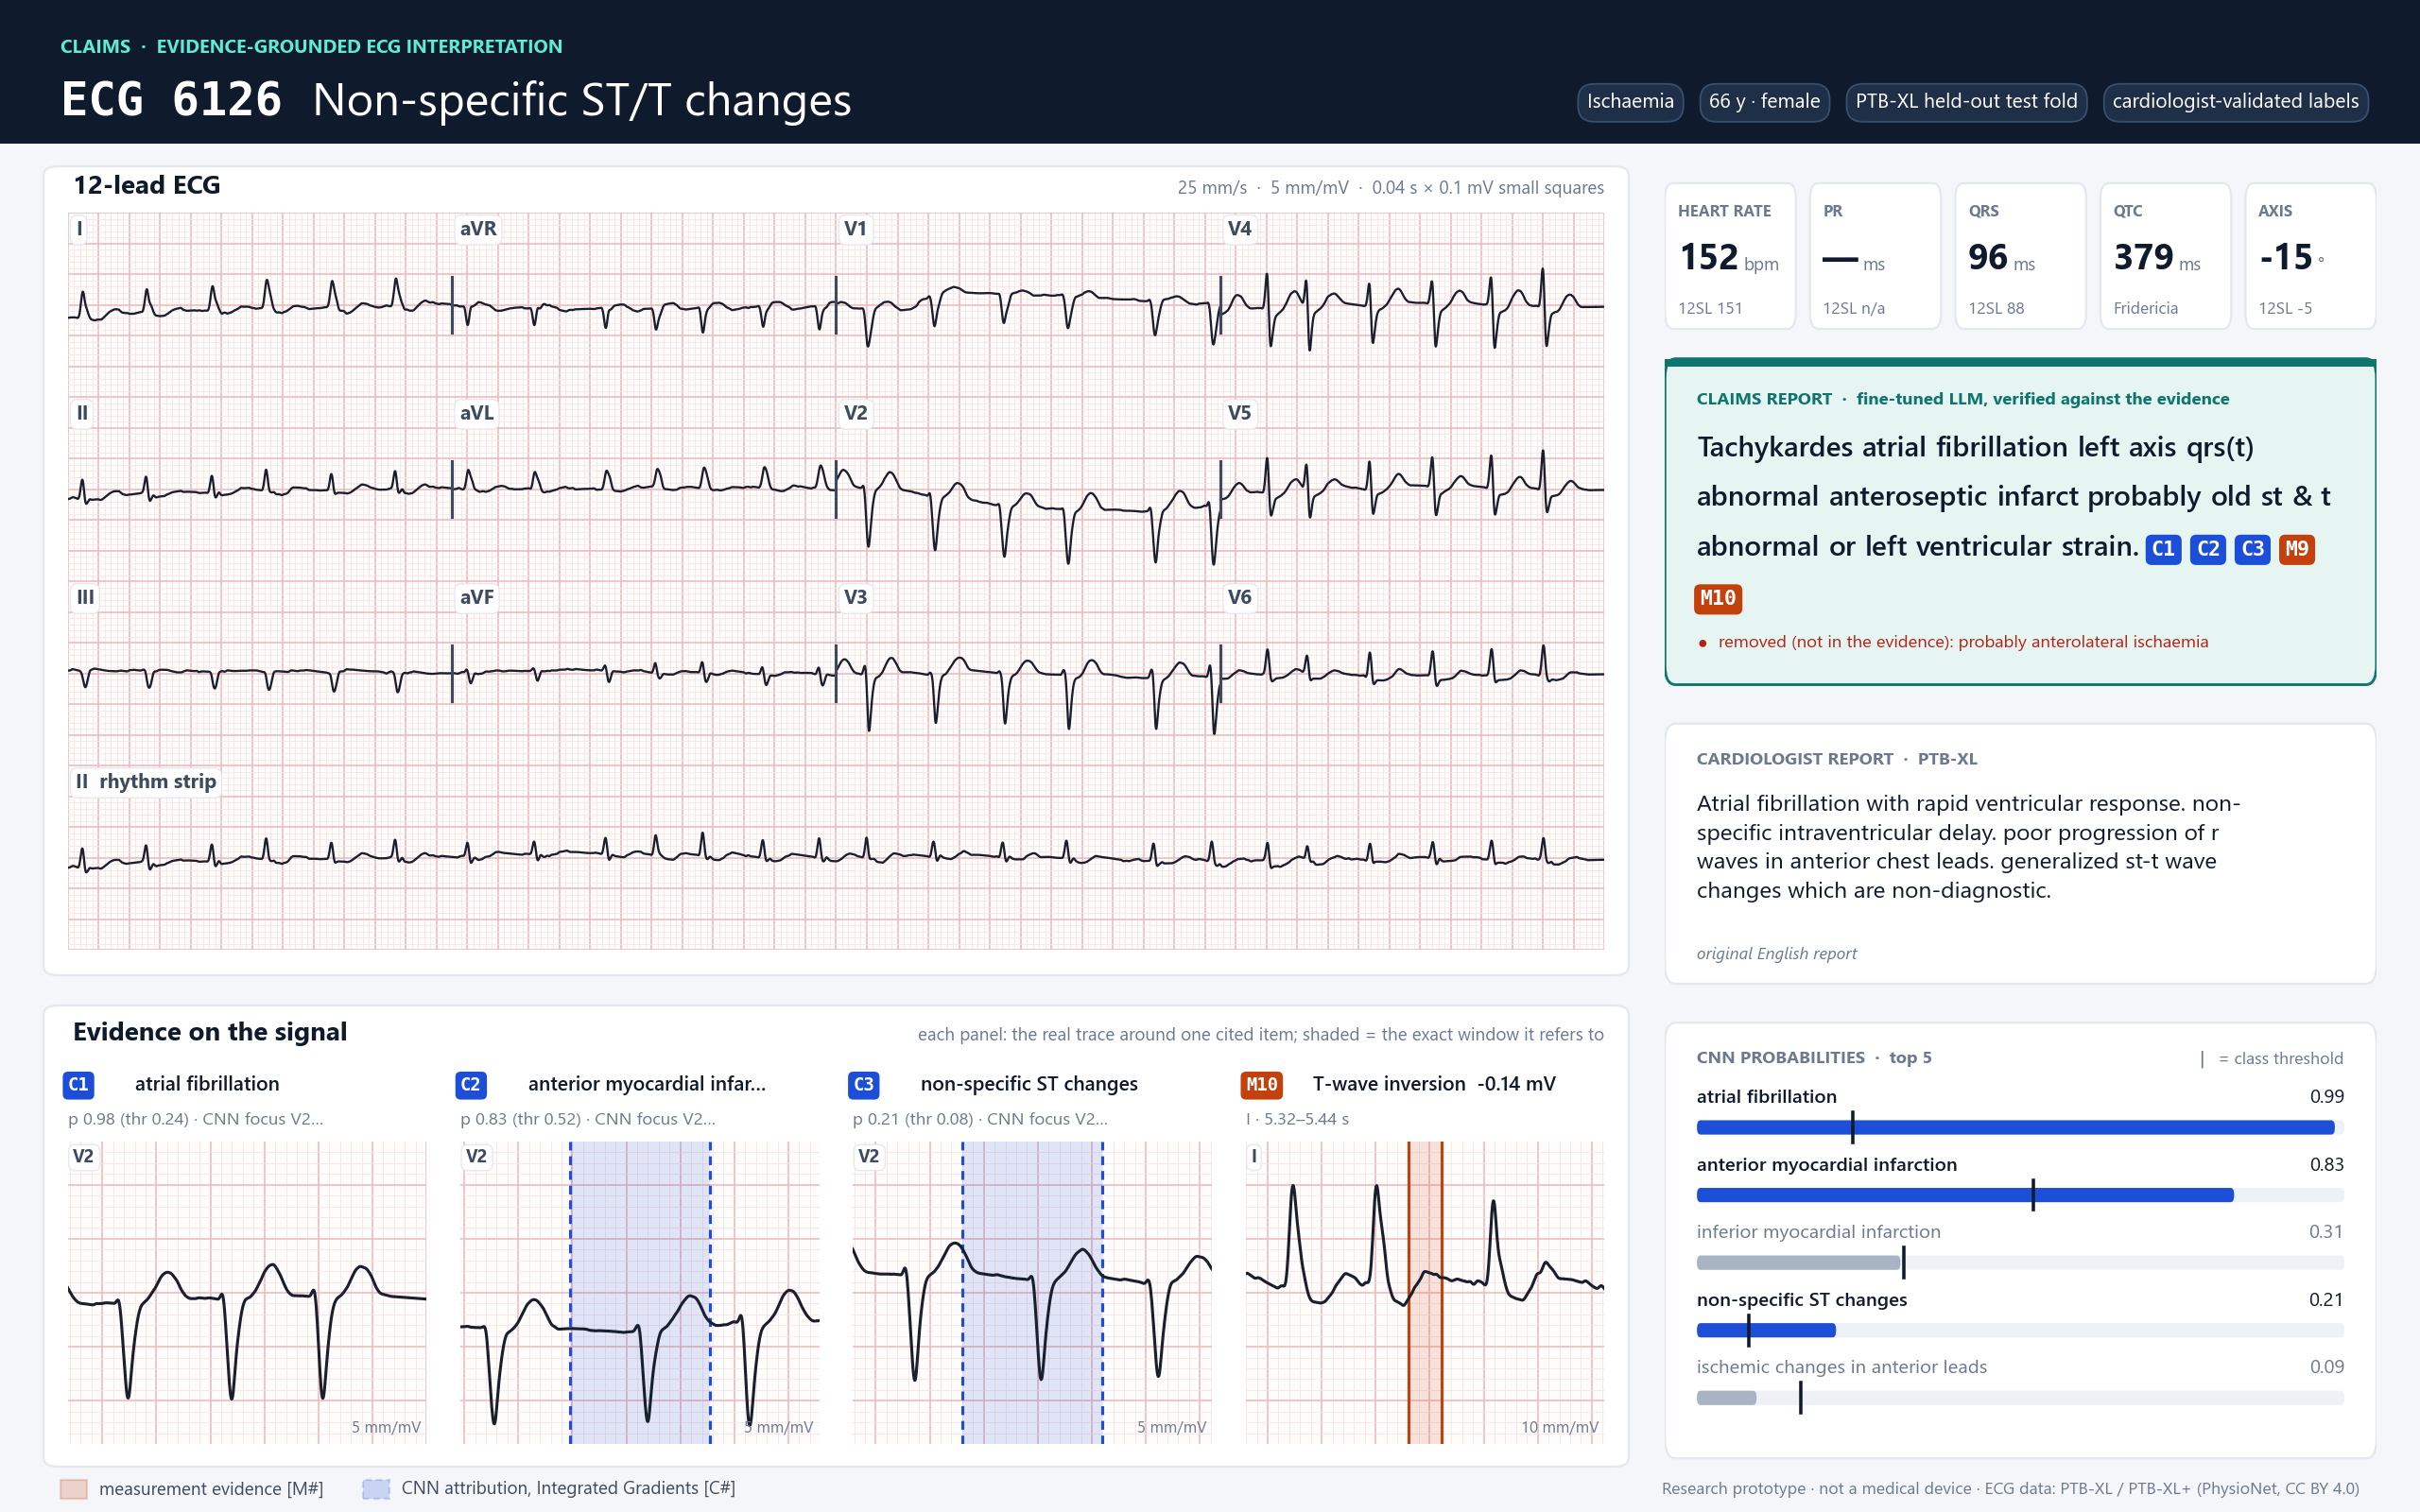 CLAIMS · EVIDENCE-GROUNDED ECG INTERPRETATION
ECG 6126 Non-specific ST/T changes
Ischaemia
66 y · female
PTB-XL held-out test fold
cardiologist-validated labels
12-lead ECG
25 mm/s · 5 mm/mV · 0.04 s × 0.1 mV small squares
I
aVR
V1
V4
II
aVL
V2
V5
III
aVF
V3
V6
II rhythm strip
HEART RATE
152 bpm
12SL 151
PR
— ms
12SL n/a
QRS
96 ms
12SL 88
QTC
379 ms
Fridericia
AXIS
-15 °
12SL -5
CLAIMS REPORT · fine-tuned LLM, verified against the evidence
Tachykardes atrial fibrillation left axis qrs(t)
abnormal anteroseptic infarct probably old st & t
abnormal or left ventricular strain. C1 C2 C3 M9
M10
• removed (not in the evidence): probably anterolateral ischaemia
CARDIOLOGIST REPORT · PTB-XL
Atrial fibrillation with rapid ventricular response. non-
specific intraventricular delay. poor progression of r
waves in anterior chest leads. generalized st-t wave
changes which are non-diagnostic.
original English report
Evidence on the signal
each panel: the real trace around one cited item; shaded = the exact window it refers to
C1 atrial fibrillation
p 0.98 (thr 0.24) · CNN focus V2...
V2
5 mm/mV
C2 anterior myocardial infar...
p 0.83 (thr 0.52) · CNN focus V2...
V2
5 mm/mV
C3 non-specific ST changes
p 0.21 (thr 0.08) · CNN focus V2...
V2
5 mm/mV
M10 T-wave inversion -0.14 mV
I · 5.32–5.44 s
I
10 mm/mV
CNN PROBABILITIES · top 5
| = class threshold
atrial fibrillation 0.99
anterior myocardial infarction 0.83
inferior myocardial infarction 0.31
non-specific ST changes 0.21
ischemic changes in anterior leads 0.09
measurement evidence [M#]
CNN attribution, Integrated Gradients [C#]
Research prototype · not a medical device · ECG data: PTB-XL / PTB-XL+ (PhysioNet, CC BY 4.0)